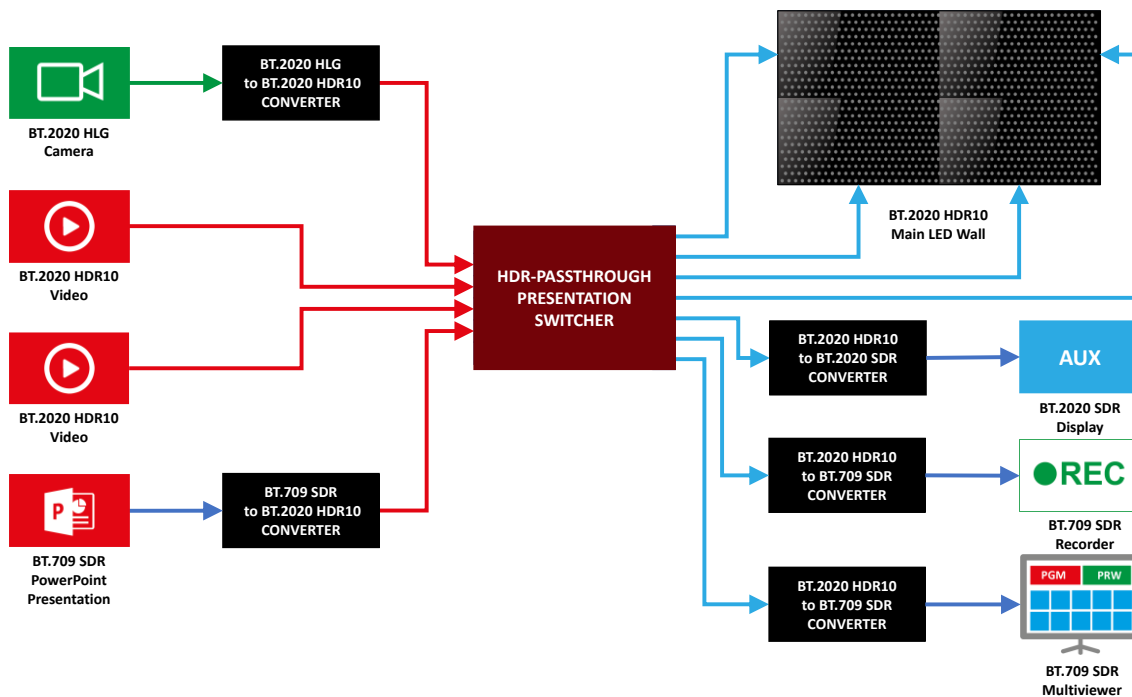 BT.2020 HLG
Camera
BT.2020 HLG
to BT.2020 HDR10
CONVERTER
BT.2020 HDR10
Video
BT.2020 HDR10
Video
P
BT.709 SDR
PowerPoint
Presentation
BT.709 SDR
to BT.2020 HDR10
CONVERTER
HDR-PASSTHROUGH
PRESENTATION
SWITCHER
BT.2020 HDR10
Main LED Wall
BT.2020 HDR10
to BT.2020 SDR
CONVERTER
AUX
BT.2020 SDR
Display
BT.2020 HDR10
to BT.709 SDR
CONVERTER
REC
BT.709 SDR
Recorder
BT.2020 HDR10
to BT.709 SDR
CONVERTER
PGM
PRW
BT.709 SDR
Multiviewer